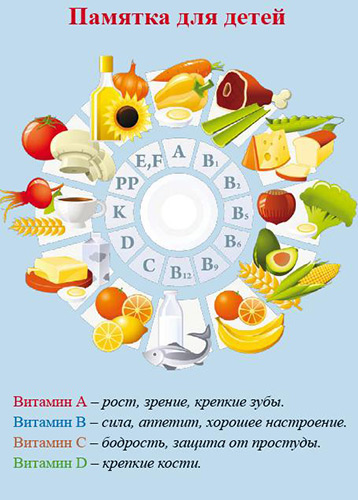 Памятка для детей
A
B1
B2
B5
B6
B9
B12
C
D
K
PP
E,F
Витамин А – рост, зрение, крепкие зубы.
Витамин В – сила, аппетит, хорошее настроение.
Витамин С – бодрость, защита от простуды.
Витамин D – крепкие кости.